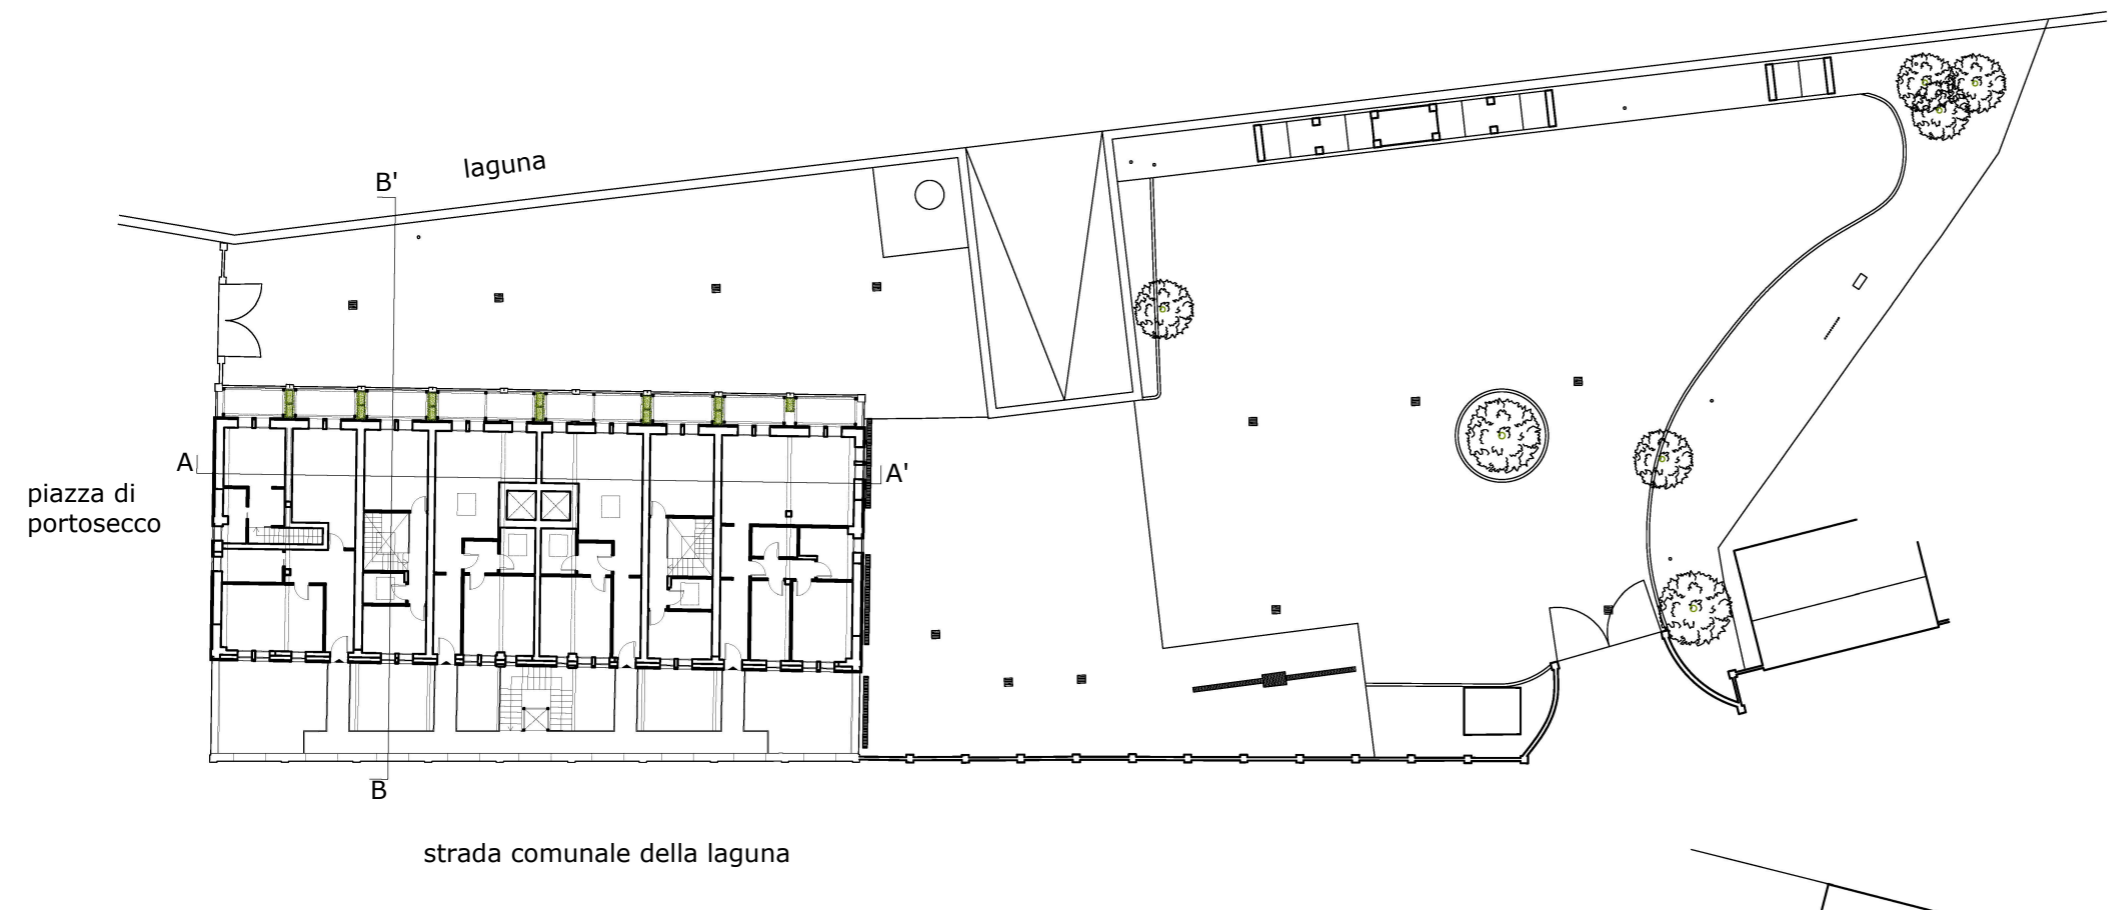 laguna
B'
A
A'
piazza di
portosecco
B
strada comunale della laguna